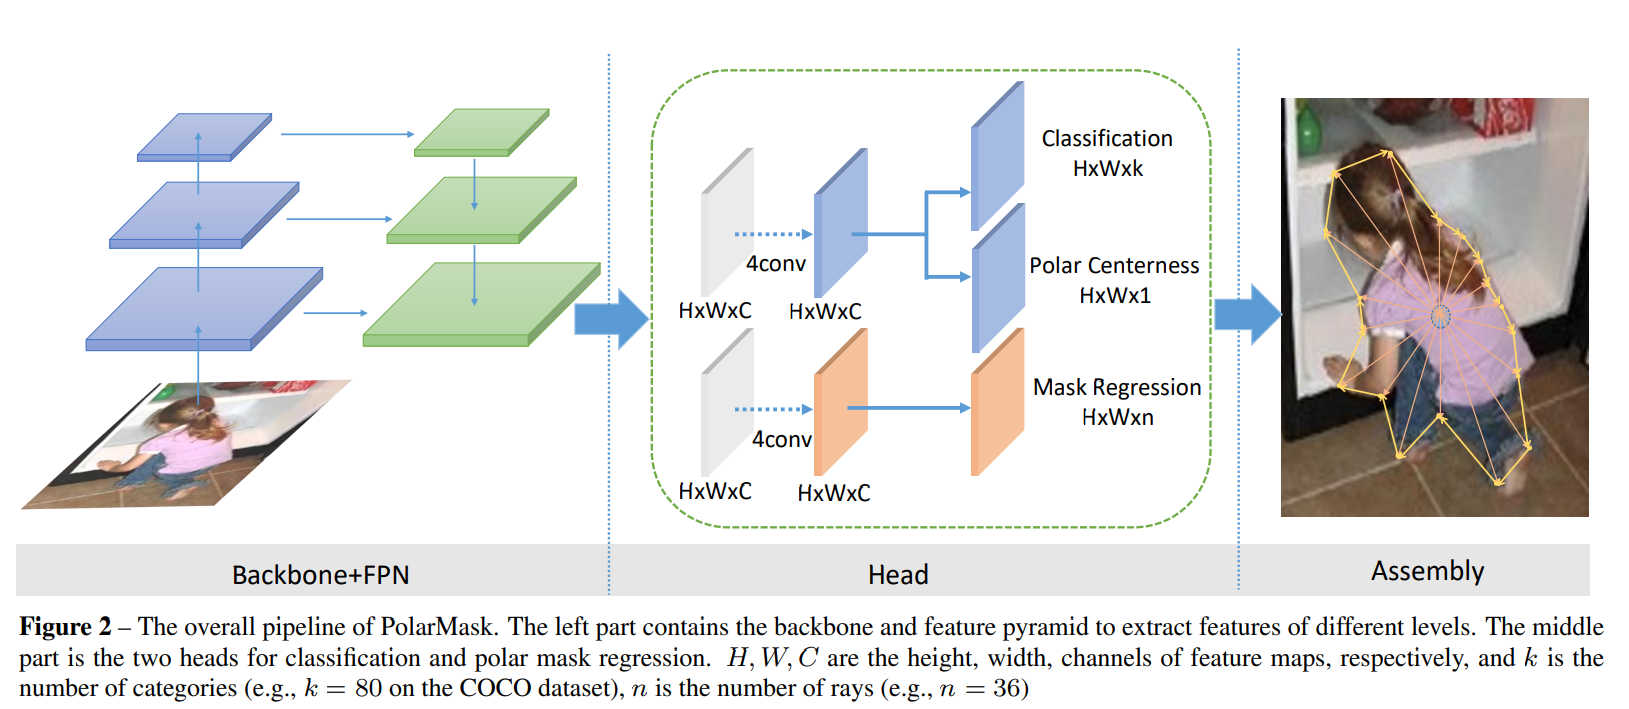 Classification
HxWxk
4conv
Polar Centerness
HxWx1
HxWxC
HxWxC
Mask Regression
HxWxn
4conv
HxWxC
HxWxC
Backbone+FPN
Head
Assembly
Figure 2 – The overall pipeline of PolarMask. The left part contains the backbone and feature pyramid to extract features of different levels. The middle
part is the two heads for classification and polar mask regression. H, W, C are the height, width, channels of feature maps, respectively, and k is the
number of categories (e.g., k = 80 on the COCO dataset), n is the number of rays (e.g., n = 36)